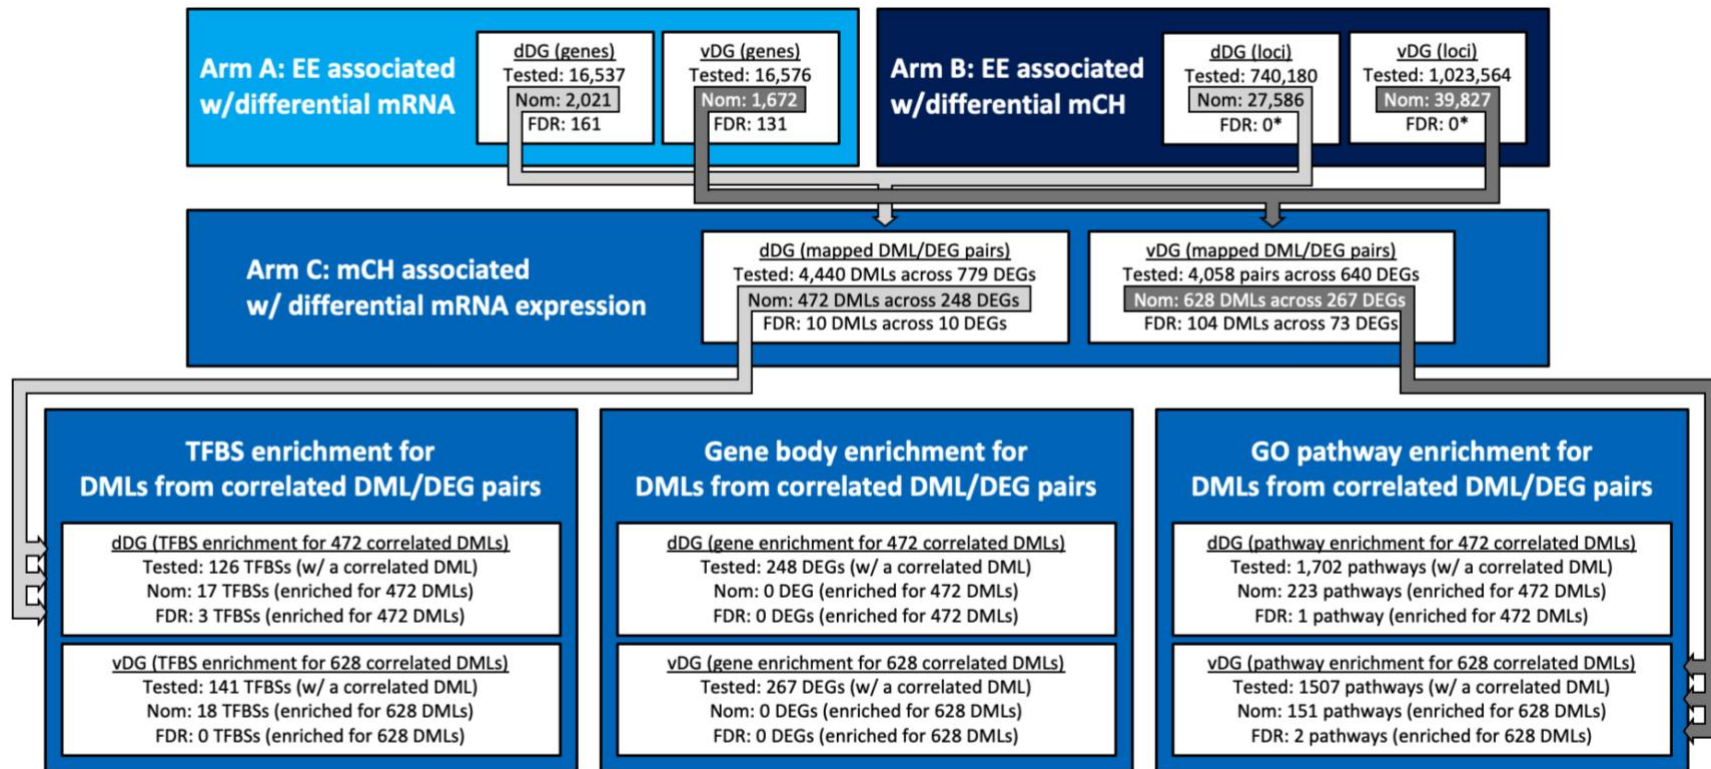 Arm A: EE associated
w/differential mRNA
dDG (genes)
Tested: 16,537
Nom: 2,021
FDR: 161
vDG (genes)
Tested: 16,576
Nom: 1,672
FDR: 131
Arm B: EE associated
w/differential mCH
dDG (loci)
Tested: 740,180
Nom: 27,586
FDR: 0*
vDG (loci)
Tested: 1,023,564
Nom: 39,827
FDR: 0*
Arm C: mCH associated
w/ differential mRNA expression
dDG (mapped DML/DEG pairs)
Tested: 4,440 DMLs across 779 DEGs
Nom: 472 DMLs across 248 DEGs
FDR: 10 DMLs across 10 DEGs
vDG (mapped DML/DEG pairs)
Tested: 4,058 pairs across 640 DEGs
Nom: 628 DMLs across 267 DEGs
FDR: 104 DMLs across 73 DEGs
TFBS enrichment for
DMLs from correlated DML/DEG pairs
dDG (TFBS enrichment for 472 correlated DMLs)
Tested: 126 TFBSs (w/ a correlated DML)
Nom: 17 TFBSs (enriched for 472 DMLs)
FDR: 3 TFBSs (enriched for 472 DMLs)
vDG (TFBS enrichment for 628 correlated DMLs)
Tested: 141 TFBSs (w/ a correlated DML)
Nom: 18 TFBSs (enriched for 628 DMLs)
FDR: 0 TFBSs (enriched for 628 DMLs)
Gene body enrichment for
DMLs from correlated DML/DEG pairs
dDG (gene enrichment for 472 correlated DMLs)
Tested: 248 DEGs (w/ a correlated DML)
Nom: 0 DEG (enriched for 472 DMLs)
FDR: 0 DEGs (enriched for 472 DMLs)
vDG (gene enrichment for 628 correlated DMLs)
Tested: 267 DEGs (w/ a correlated DML)
Nom: 0 DEGs (enriched for 628 DMLs)
FDR: 0 DEGs (enriched for 628 DMLs)
GO pathway enrichment for
DMLs from correlated DML/DEG pairs
dDG (pathway enrichment for 472 correlated DMLs)
Tested: 1,702 pathways (w/ a correlated DML)
Nom: 223 pathways (enriched for 472 DMLs)
FDR: 1 pathway (enriched for 472 DMLs)
vDG (pathway enrichment for 628 correlated DMLs)
Tested: 1507 pathways (w/ a correlated DML)
Nom: 151 pathways (enriched for 628 DMLs)
FDR: 2 pathways (enriched for 628 DMLs)